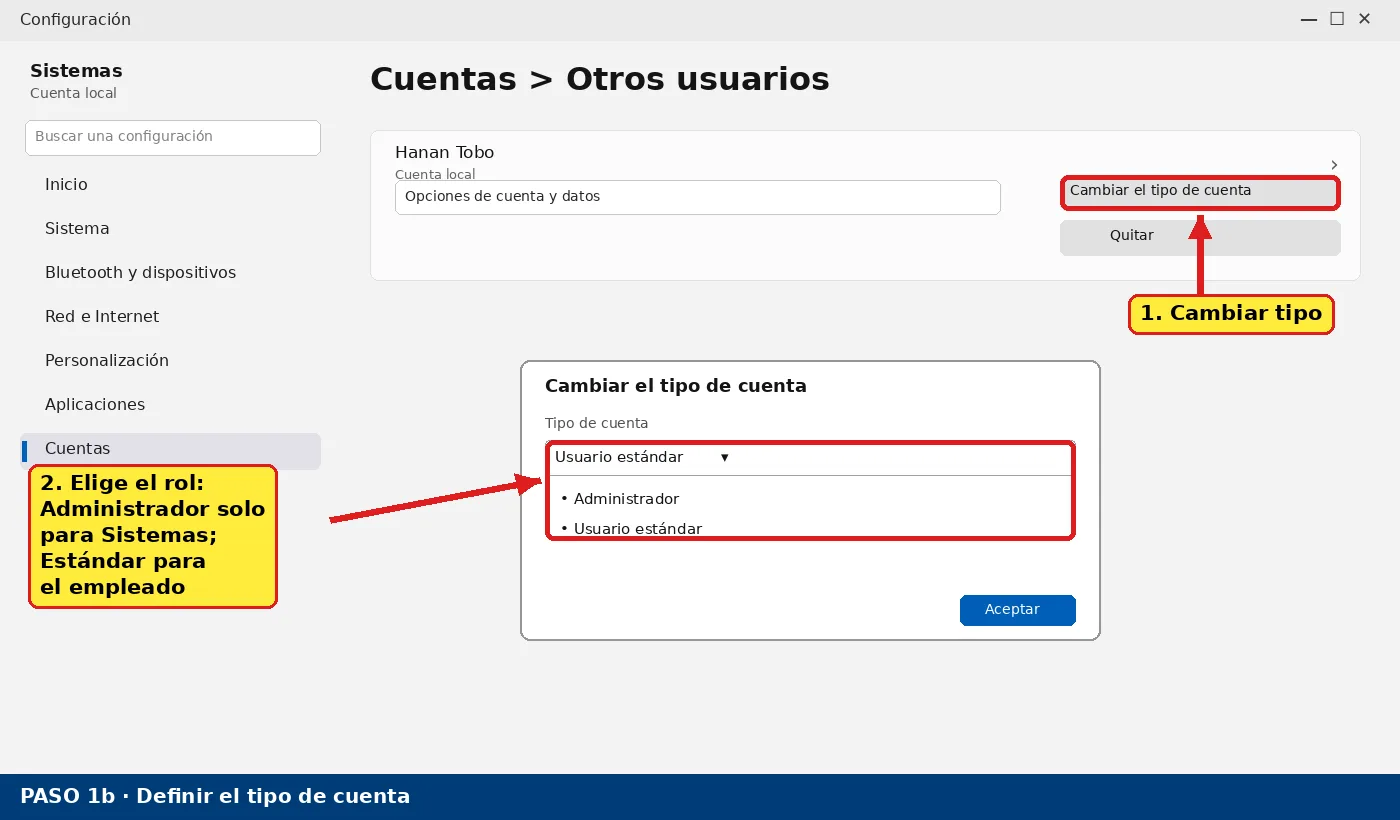 Configuración
Sistemas
Cuenta local
Buscar una configuración
Inicio
Sistema
Bluetooth y dispositivos
Red e Internet
Personalización
Aplicaciones
Cuentas
2. Elige el rol:
Administrador solo
para Sistemas;
Estándar para
el empleado
Cuentas > Otros usuarios
Hanan Tobo
Cuenta local
Opciones de cuenta y datos
Cambiar el tipo de cuenta
Quitar
1. Cambiar tipo
Cambiar el tipo de cuenta
Tipo de cuenta
Usuario estándar ▾
• Administrador
• Usuario estándar
Aceptar
PASO 1b · Definir el tipo de cuenta